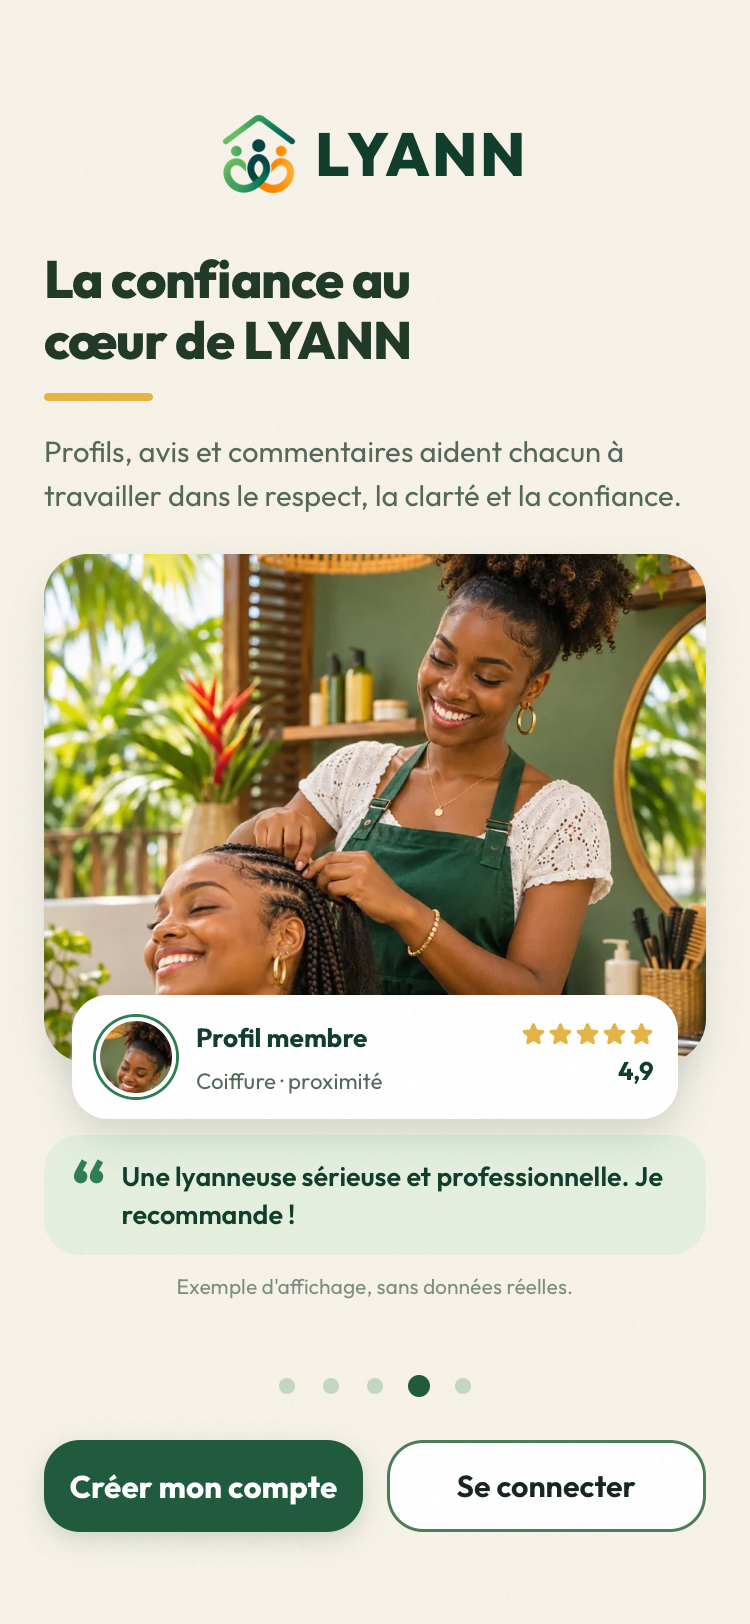 LYANN
La confiance au
cœur de LYANN
Profils, avis et commentaires aident chacun à
travailler dans le respect, la clarté et la confiance.
Profil membre
Coiffure · proximité
4,9
“ Une lyanneuse sérieuse et professionnelle. Je
recommande !
Exemple d'affichage, sans données réelles.
Créer mon compte
Se connecter